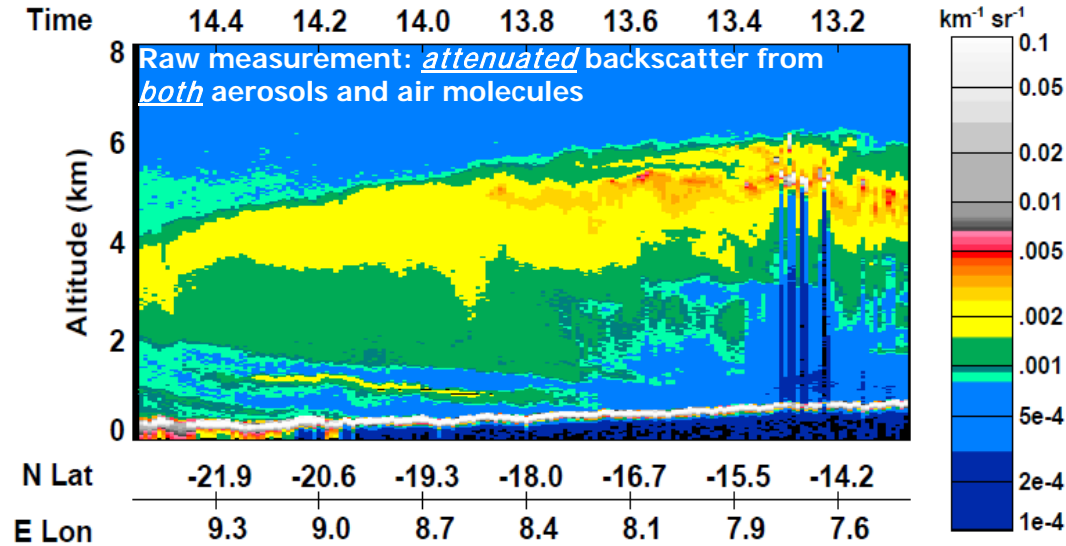 Time 14.4 14.2 14.0 13.8 13.6 13.4 13.2
km⁻¹ sr⁻¹
Raw measurement: attenuated backscatter from
both aerosols and air molecules
Altitude (km)
8
6
4
2
0
0.1
0.05
0.02
0.01
.005
.002
.001
5e-4
2e-4
1e-4
N Lat -21.9 -20.6 -19.3 -18.0 -16.7 -15.5 -14.2
E Lon 9.3 9.0 8.7 8.4 8.1 7.9 7.6